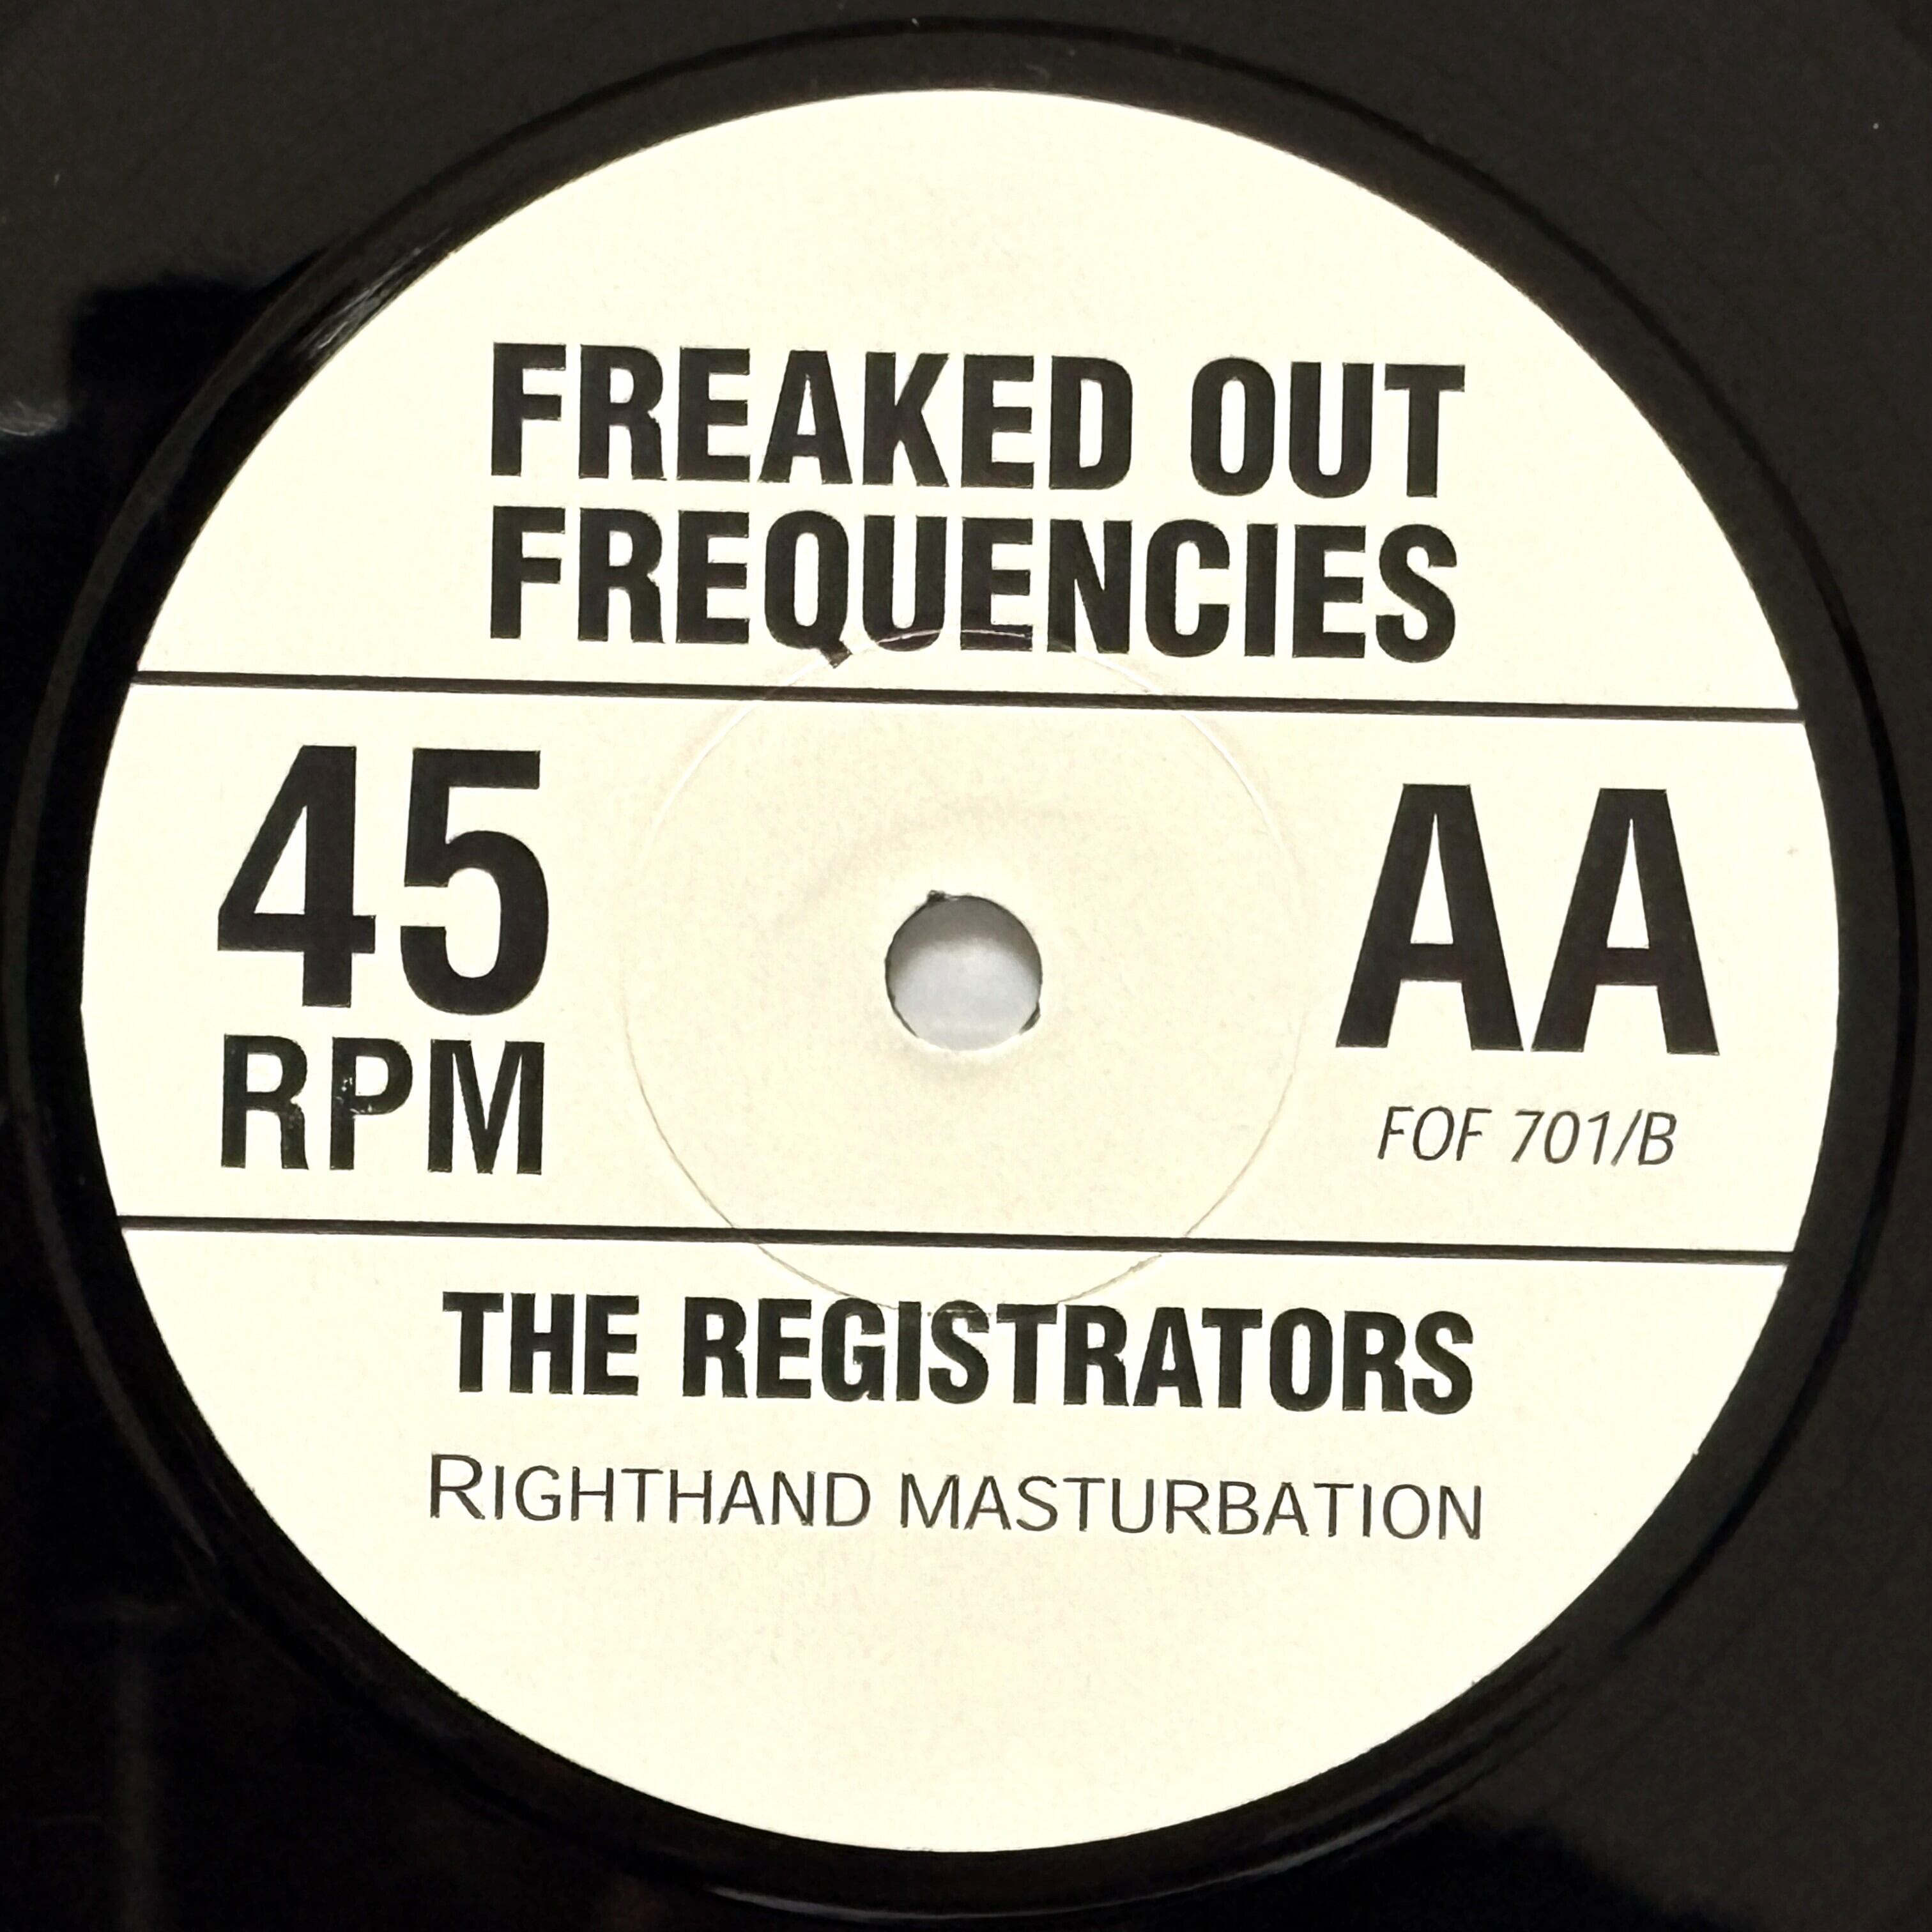 FREAKED OUT
FREQUENCIES
45
RPM
AA
FOF 701/B
THE REGISTRATORS
RIGHTHAND MASTURBATION